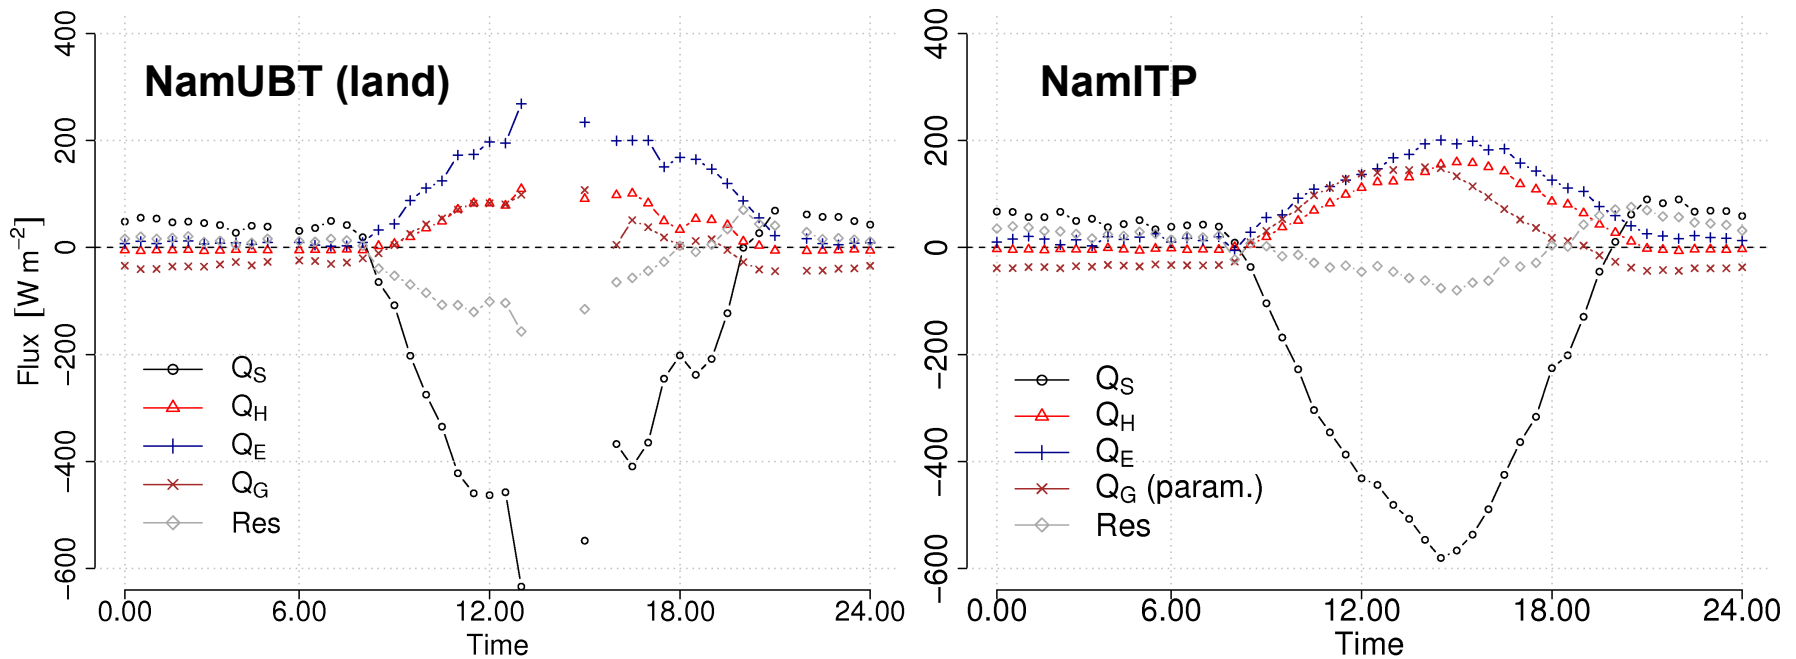 NamUBT (land)
Flux [W m−2]
400
200
0
−200
−400
−600
QS
QH
QE
QG
Res
0.00 6.00 12.00 18.00 24.00
Time
NamITP
400
200
0
−200
−400
−600
QS
QH
QE
QG (param.)
Res
0.00 6.00 12.00 18.00 24.00
Time